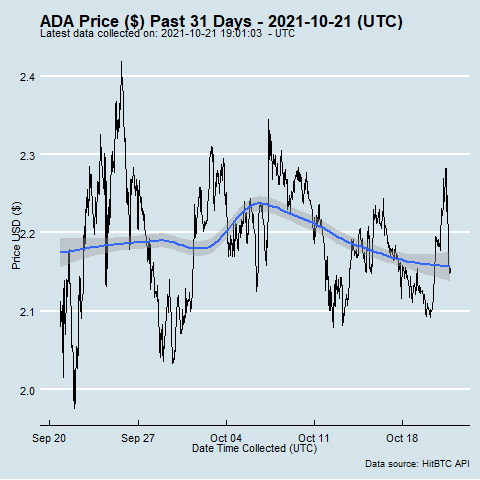 ADA Price ($) Past 31 Days - 2021-10-21 (UTC)
Latest data collected on: 2021-10-21 19:01:03 - UTC
2.4
2.3
2.2
2.1
2.0
Price USD ($)
Sep 20 Sep 27 Oct 04 Oct 11 Oct 18
Date Time Collected (UTC)
Data source: HitBTC API